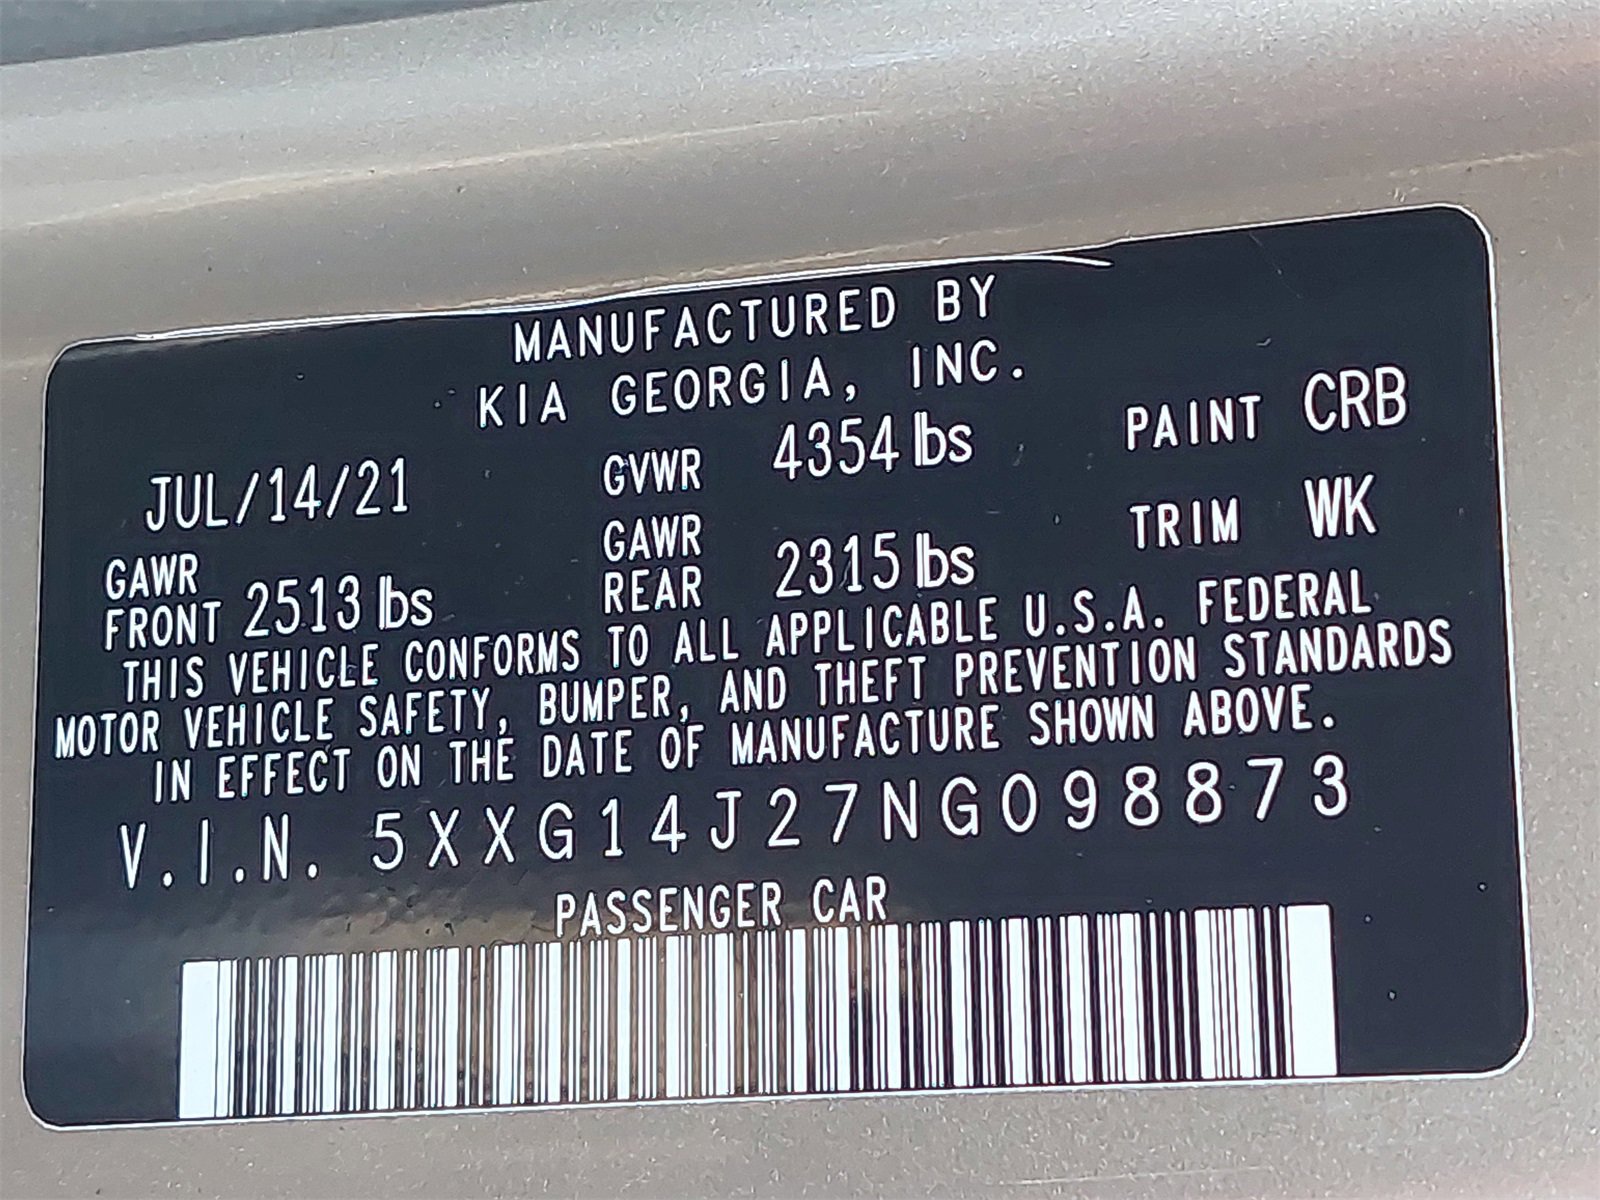 MANUFACTURED BY
KIA GEORGIA, INC.
JUL/14/21 GVWR 4354 lbs PAINT CRB
GAWR FRONT 2513 lbs GAWR REAR 2315 lbs TRIM WK
THIS VEHICLE CONFORMS TO ALL APPLICABLE U.S.A. FEDERAL
MOTOR VEHICLE SAFETY, BUMPER, AND THEFT PREVENTION STANDARDS
IN EFFECT ON THE DATE OF MANUFACTURE SHOWN ABOVE.
V.I.N. 5XXG14J27NG098873
PASSENGER CAR